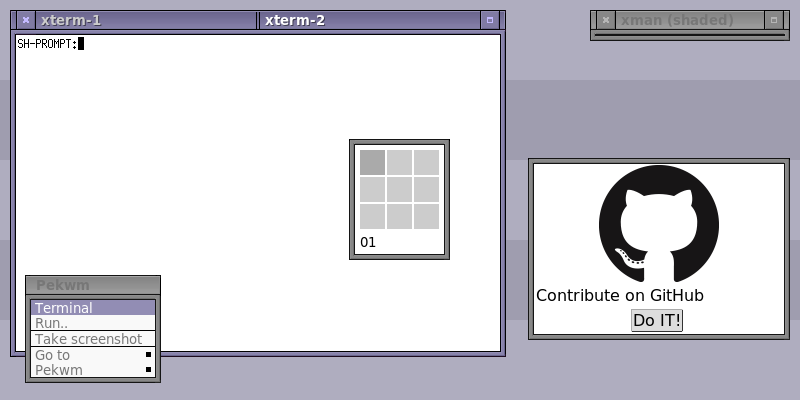 xterm-1
xterm-2
xman (shaded)
SH-PROMPT:
01
Contribute on GitHub
Do IT!
Pekwm
Terminal
Run..
Take screenshot
Go to
Pekwm